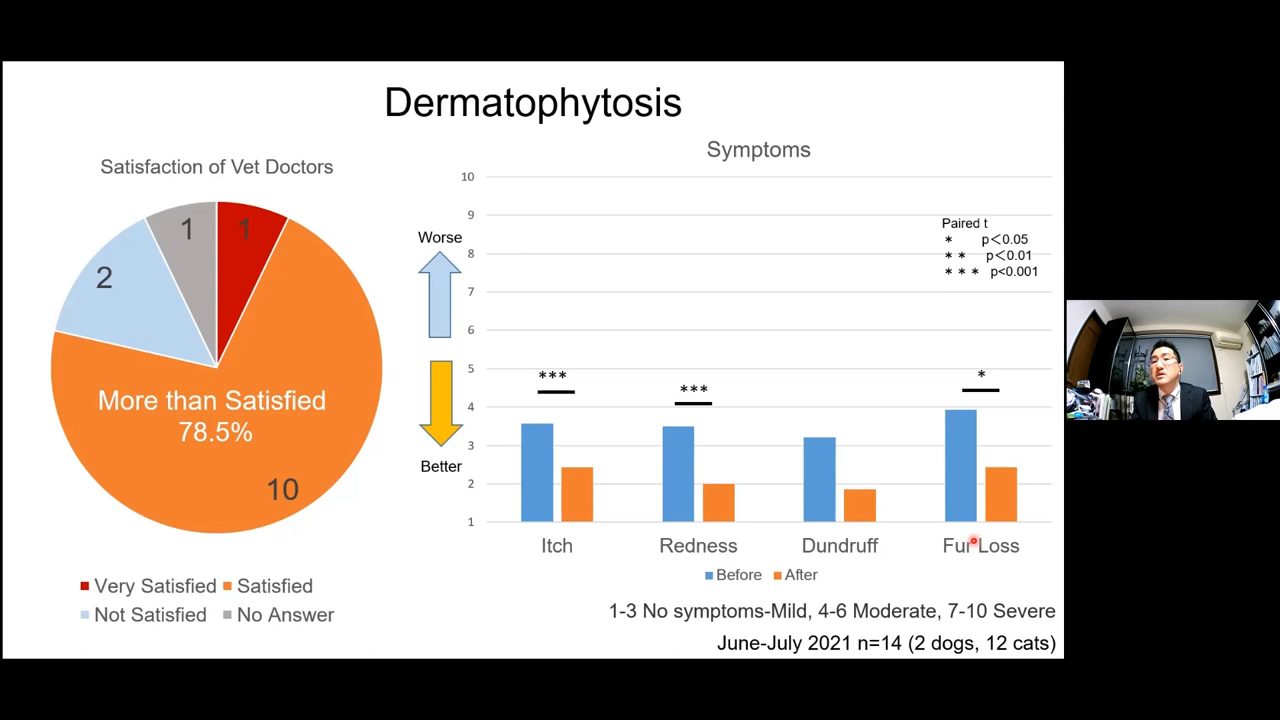 Dermatophytosis
Satisfaction of Vet Doctors
1
1
2
More than Satisfied
78.5%
10
Very Satisfied
Satisfied
Not Satisfied
No Answer
Symptoms
Worse
Better
10
9
8
7
6
5
4
3
2
1
Paired t
* p<0.05
** p<0.01
*** p<0.001
***
***
*
Itch
Redness
Dundruff
Fur Loss
Before
After
1-3 No symptoms-Mild, 4-6 Moderate, 7-10 Severe
June-July 2021 n=14 (2 dogs, 12 cats)